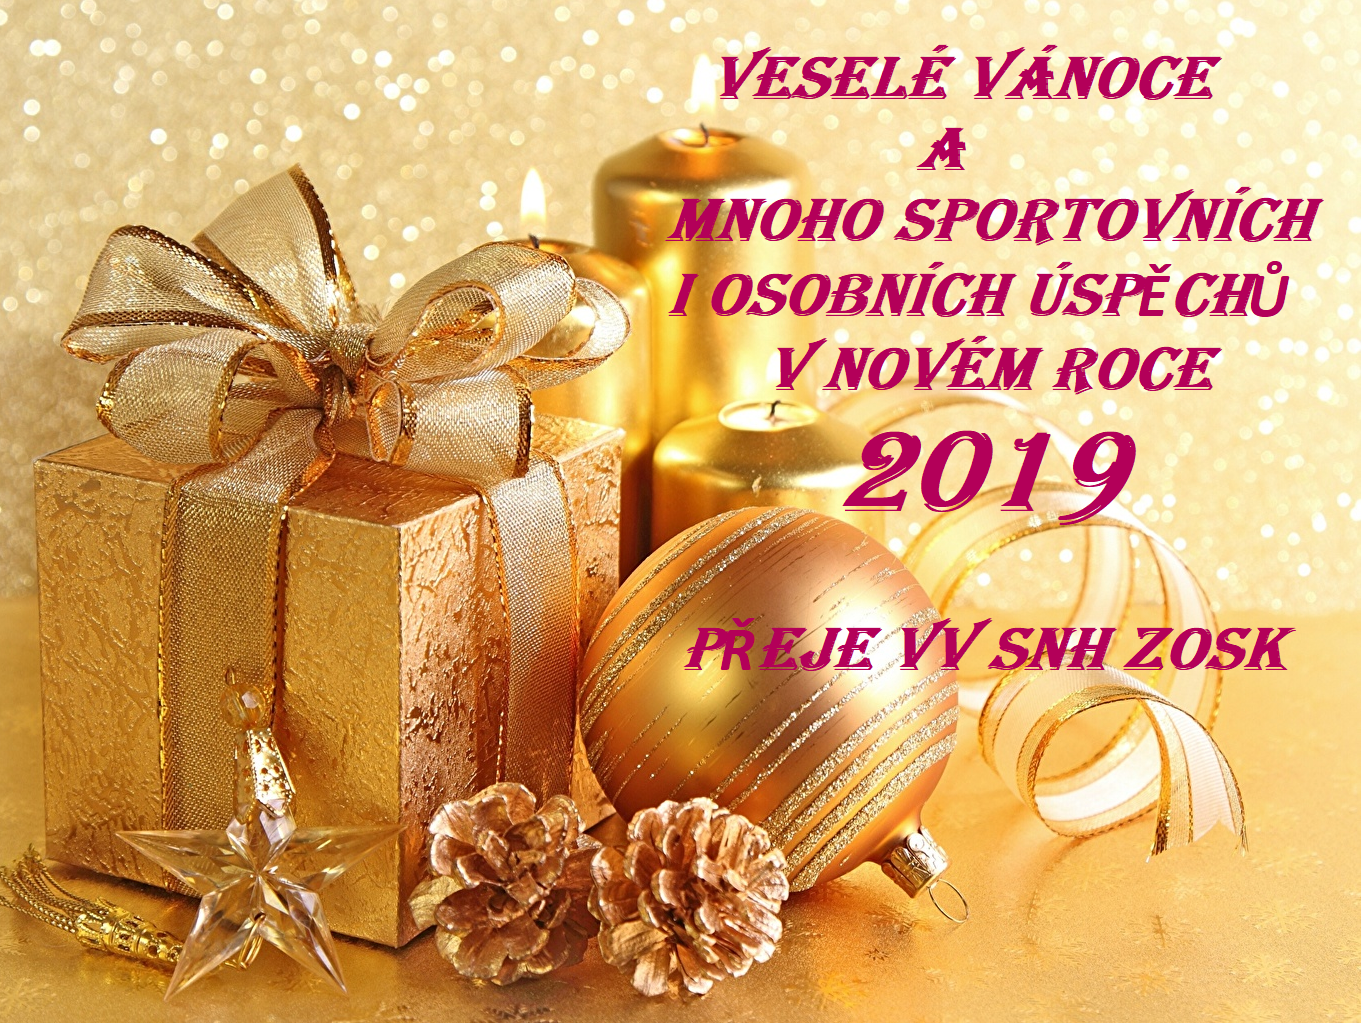 VESELÉ VÁNOCE
A
MNOHO SPORTOVNÍCH
I OSOBNÍCH ÚSPĚCHŮ
V NOVÉM ROCE
2019
PŘEJE VV SNH ZOSK